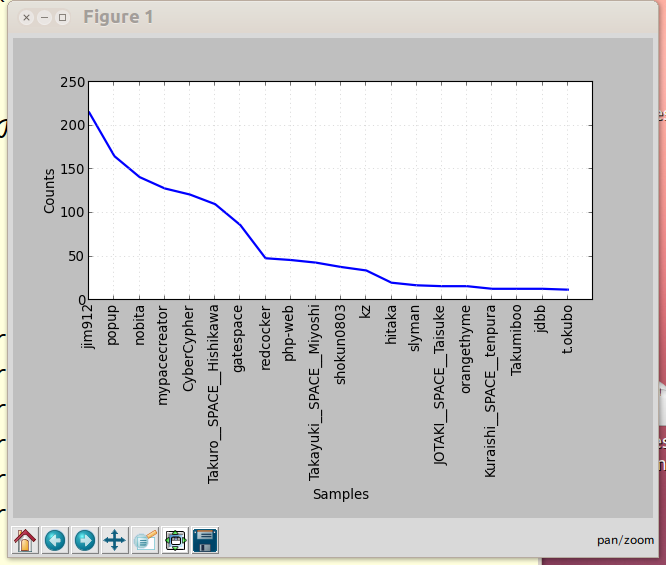 Figure 1
250
200
150
100
50
0
Counts
jim912
popup
nobita
mypacecreator
CyberCypher
Takuro__SPACE__Hishikawa
gatespace
redcocker
php-web
Takayuki__SPACE__Miyoshi
shokun0803
kz
hitaka
slyman
JOTAKI__SPACE__Taisuke
orangethyme
Kuraishi__SPACE__tenpura
Takumiboo
jdbb
t.okubo
Samples
pan/zoom